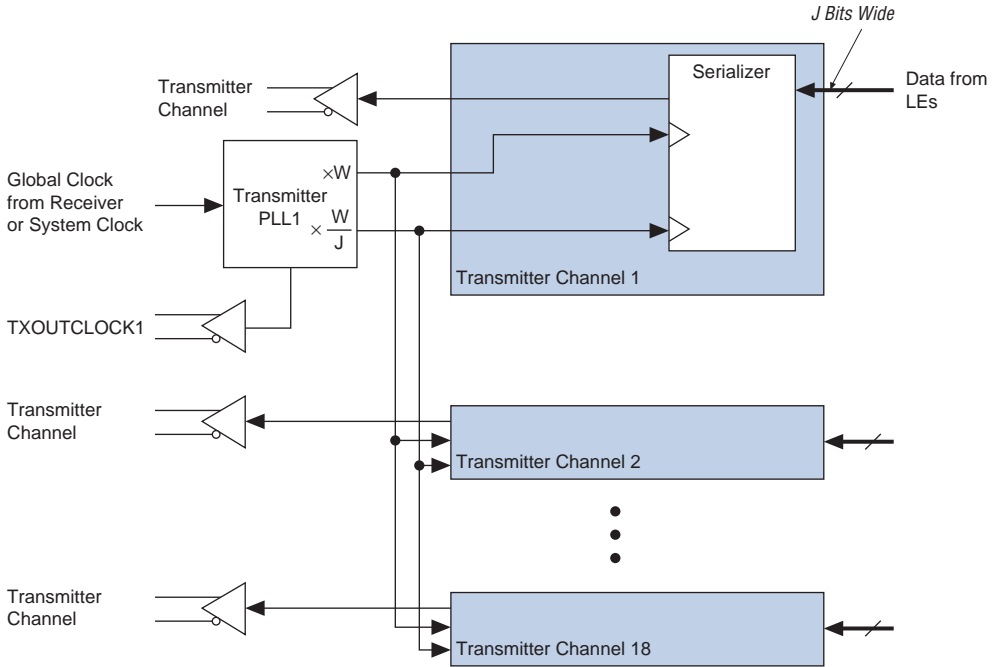 J Bits Wide
Serializer
Data from
LEs
Transmitter
Channel
Global Clock
from Receiver
or System Clock
×W
Transmitter
PLL1
× W
J
Transmitter Channel 1
TXOUTCLOCK1
Transmitter
Channel
Transmitter Channel 2
Transmitter
Channel
Transmitter Channel 18